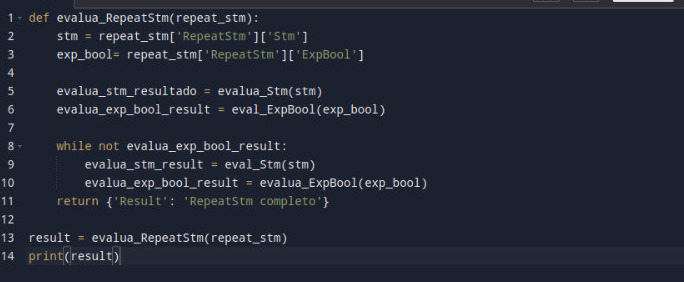 1 def evalua_RepeatStm(repeat_stm):
2     stm = repeat_stm['RepeatStm']['Stm']
3     exp_bool= repeat_stm['RepeatStm']['ExpBool']
4
5     evalua_stm_resultado = evalua_Stm(stm)
6     evalua_exp_bool_result = eval_ExpBool(exp_bool)
7
8     while not evalua_exp_bool_result:
9         evalua_stm_result = eval_Stm(stm)
10         evalua_exp_bool_result = evalua_ExpBool(exp_bool)
11     return {'Result': 'RepeatStm completo'}
12
13 result = evalua_RepeatStm(repeat_stm)
14 print(result)